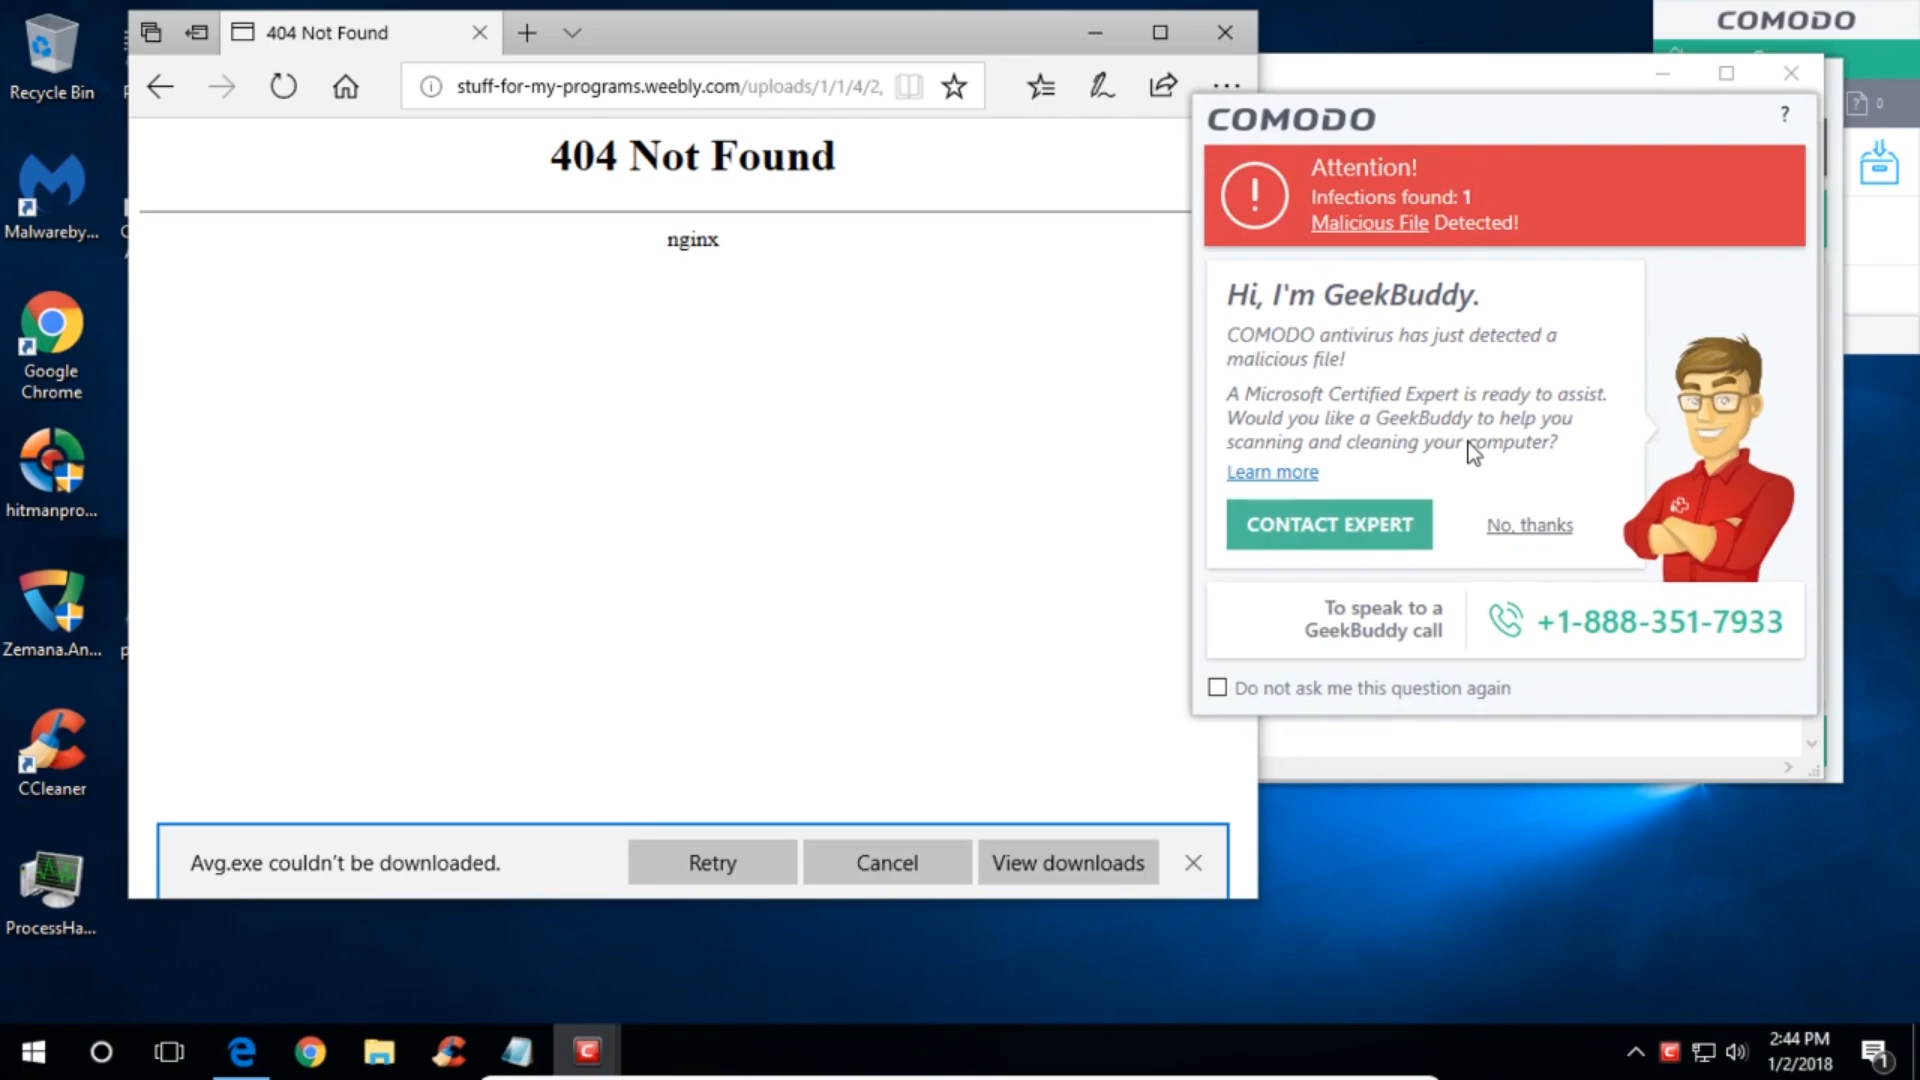 Recycle Bin
Malwareby...
Google
Chrome
hitmanpro...
Zemana.An...
CCleaner
ProcessHa...
404 Not Found
stuff-for-my-programs.weebly.com/uploads/1/1/4/2,
404 Not Found
nginx
Avg.exe couldn't be downloaded.
Retry
Cancel
View downloads
COMODO
COMODO
?
Attention!
Infections found: 1
Malicious File Detected!
Hi, I'm GeekBuddy.
COMODO antivirus has just detected a
malicious file!
A Microsoft Certified Expert is ready to assist.
Would you like a GeekBuddy to help you
scanning and cleaning your computer?
Learn more
CONTACT EXPERT
No, thanks
To speak to a
GeekBuddy call
+1-888-351-7933
Do not ask me this question again
? 0
2:44 PM
1/2/2018
1